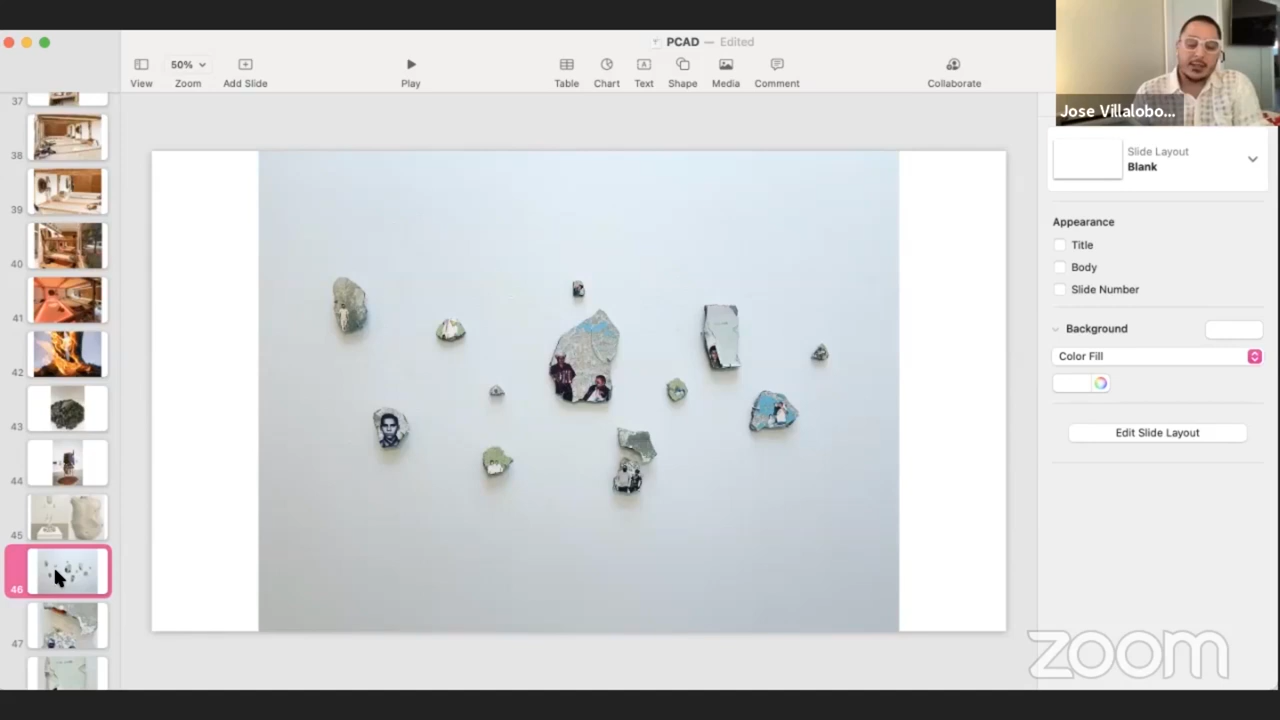 PCAD — Edited
View
50%
Zoom
Add Slide
Play
Table
Chart
Text
Shape
Media
Comment
Collaborate
Jose Villalobo...
Slide Layout
Blank
Appearance
Title
Body
Slide Number
Background
Color Fill
Edit Slide Layout
37
38
39
40
41
42
43
44
45
46
47
zoom